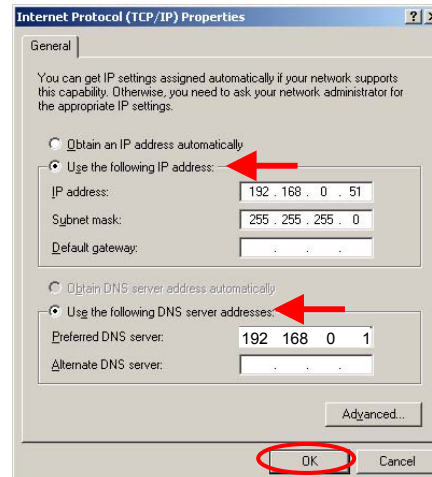 Internet Protocol (TCP/IP) Properties
General
You can get IP settings assigned automatically if your network supports
this capability. Otherwise, you need to ask your network administrator for
the appropriate IP settings.
Obtain an IP address automatically
Use the following IP address:
IP address: 192 . 168 . 0 . 51
Subnet mask: 255 . 255 . 255 . 0
Default gateway: . . .
Obtain DNS server address automatically
Use the following DNS server addresses:
Preferred DNS server: 192 168 0 1
Alternate DNS server: . . .
Advanced...
OK Cancel